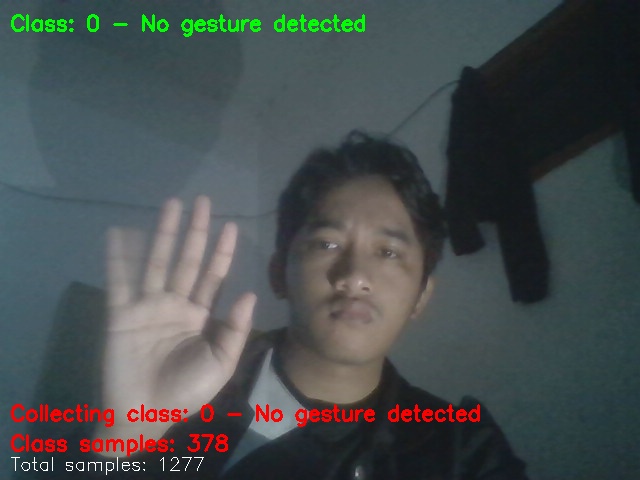 Class: 0 - No gesture detected
Collecting class: 0 - No gesture detected
Class samples: 378
Total samples: 1277